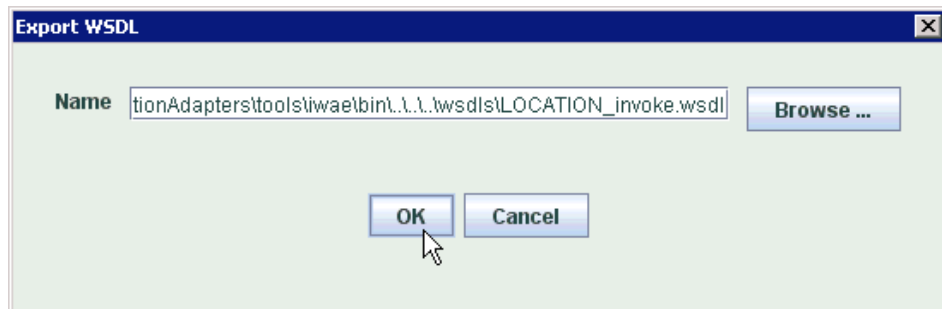 Export WSDL
Name tionAdapters\tools\iwae\bin\..\..\..\wsdls\LOCATION_invoke.wsdl Browse ...
OK Cancel